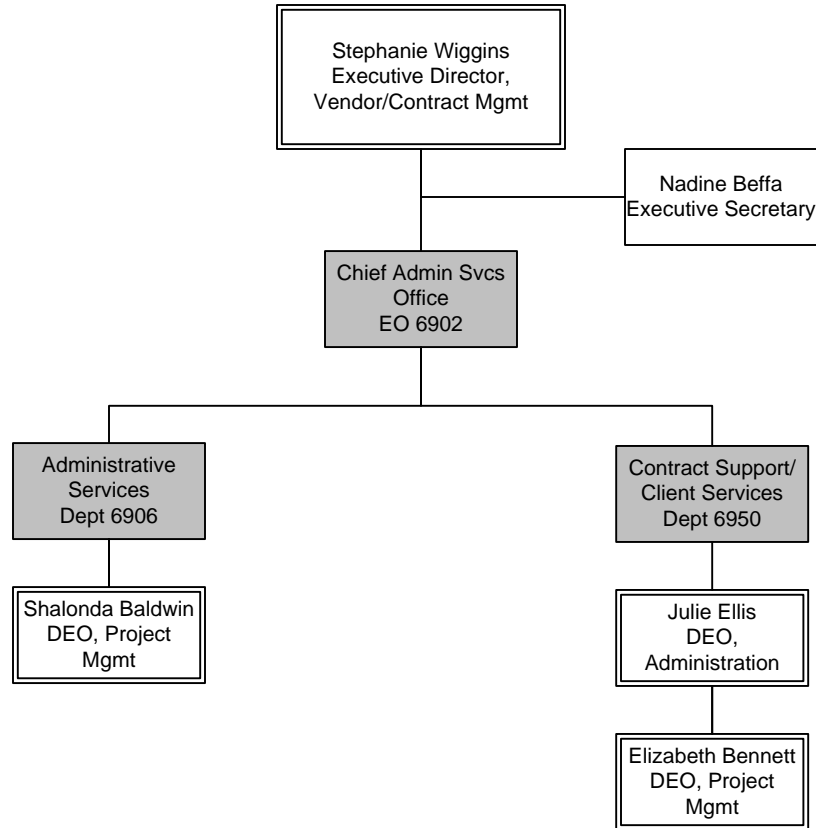 Stephanie Wiggins
Executive Director,
Vendor/Contract Mgmt
Nadine Beffa
Executive Secretary
Chief Admin Svcs
Office
EO 6902
Administrative
Services
Dept 6906
Contract Support/
Client Services
Dept 6950
Shalonda Baldwin
DEO, Project
Mgmt
Julie Ellis
DEO,
Administration
Elizabeth Bennett
DEO, Project
Mgmt